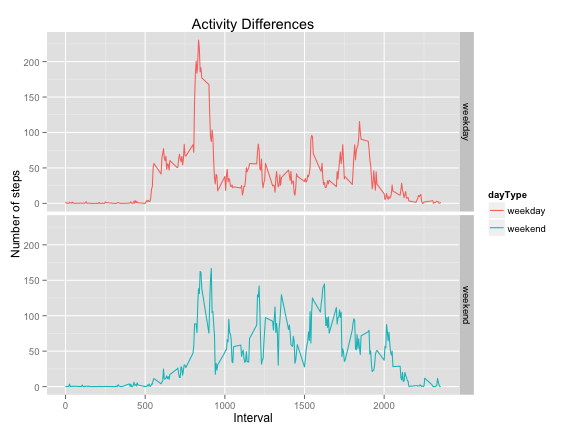 Activity Differences
Number of steps
200
150
100
50
0
weekday
200
150
100
50
0
weekend
0 500 1000 1500 2000
Interval
dayType
weekday
weekend